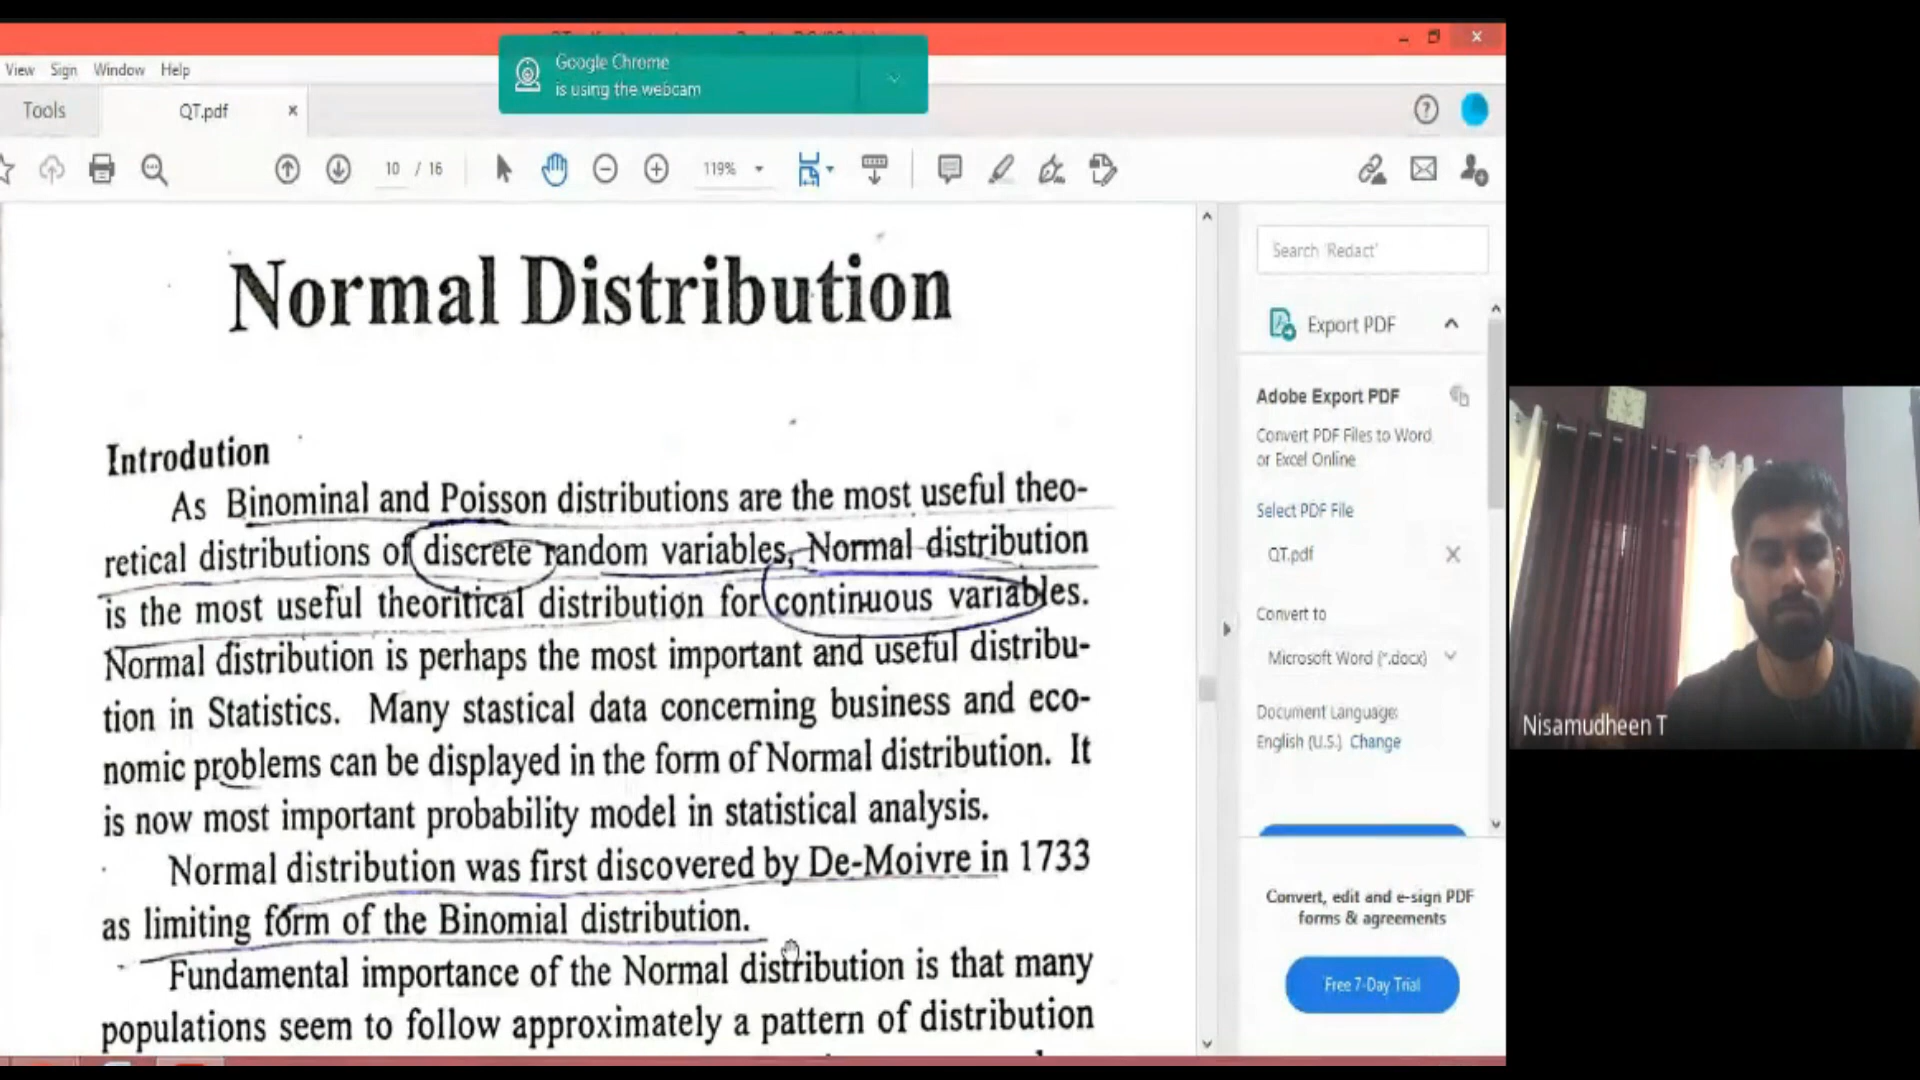 Google Chrome
is using the webcam
View Sign Window Help
Tools
QT.pdf
10 / 16
119%
Normal Distribution
Introdution
As Binominal and Poisson distributions are the most useful theo-
retical distributions of discrete random variables, Normal distribution
is the most useful theoritical distribution for continuous variables.
Normal distribution is perhaps the most important and useful distribu-
tion in Statistics. Many stastical data concerning business and eco-
nomic problems can be displayed in the form of Normal distribution. It
is now most important probability model in statistical analysis.
Normal distribution was first discovered by De-Moivre in 1733
as limiting form of the Binomial distribution.
Fundamental importance of the Normal distribution is that many
populations seem to follow approximately a pattern of distribution
Search 'Redact'
Export PDF
Adobe Export PDF
Convert PDF Files to Word
or Excel Online
Select PDF File
QT.pdf
Convert to
Microsoft Word (*.docx)
Document Language:
English (U.S.) Change
Convert, edit and e-sign PDF
forms & agreements
Free 7-Day Trial
Nisamudheen T